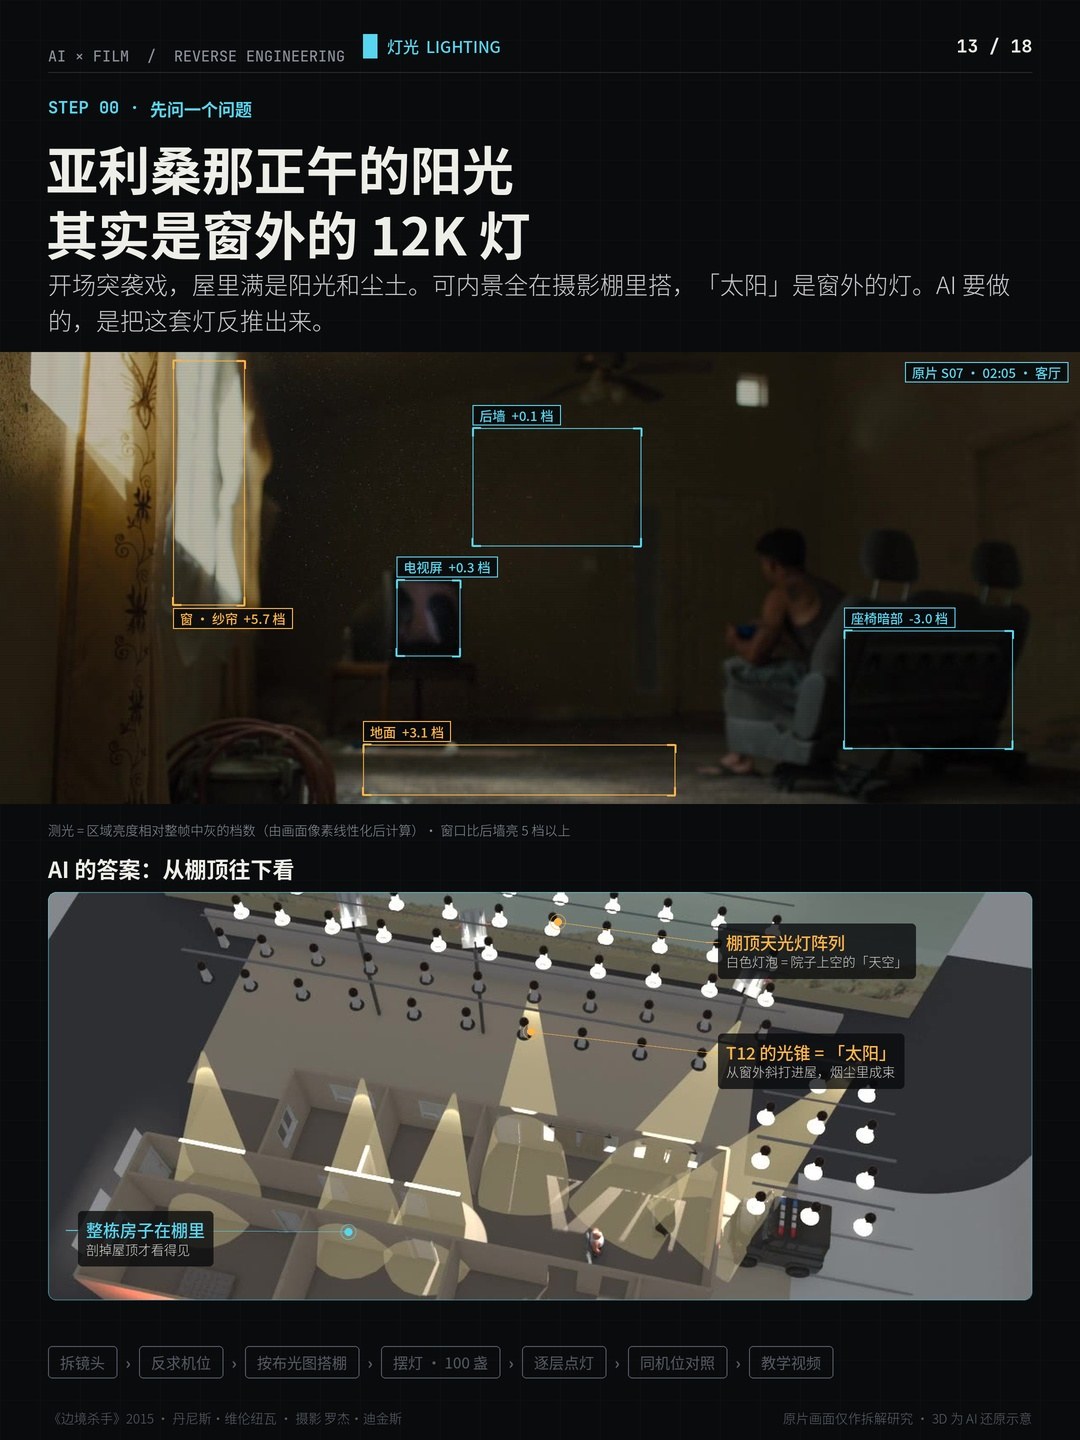 AI × FILM / REVERSE ENGINEERING
灯光 LIGHTING
13 / 18
STEP 00 · 先问一个问题
亚利桑那正午的阳光
其实是窗外的 12K 灯
开场突袭戏，屋里满是阳光和尘土。可内景全在摄影棚里搭，「太阳」是窗外的灯。AI 要做
的，是把这套灯反推出来。
原片 S07 · 02:05 · 客厅
后墙 +0.1 档
电视屏 +0.3 档
窗 · 纱帘 +5.7 档
座椅暗部 -3.0 档
地面 +3.1 档
测光 = 区域亮度相对整帧中灰的档数（由画面像素线性化后计算） · 窗口比后墙亮 5 档以上
AI 的答案：从棚顶往下看
棚顶天光灯阵列
白色灯泡 = 院子上空的「天空」
T12 的光锥 = 「太阳」
从窗外斜打进屋，烟尘里成束
整栋房子在棚里
剖掉屋顶才看得见
拆镜头 › 反求机位 › 按布光图搭棚 › 摆灯 · 100 盏 › 逐层点灯 › 同机位对照 › 教学视频
《边境杀手》2015 · 丹尼斯·维伦纽瓦 · 摄影 罗杰·迪金斯
原片画面仅作拆解研究 · 3D 为 AI 还原示意